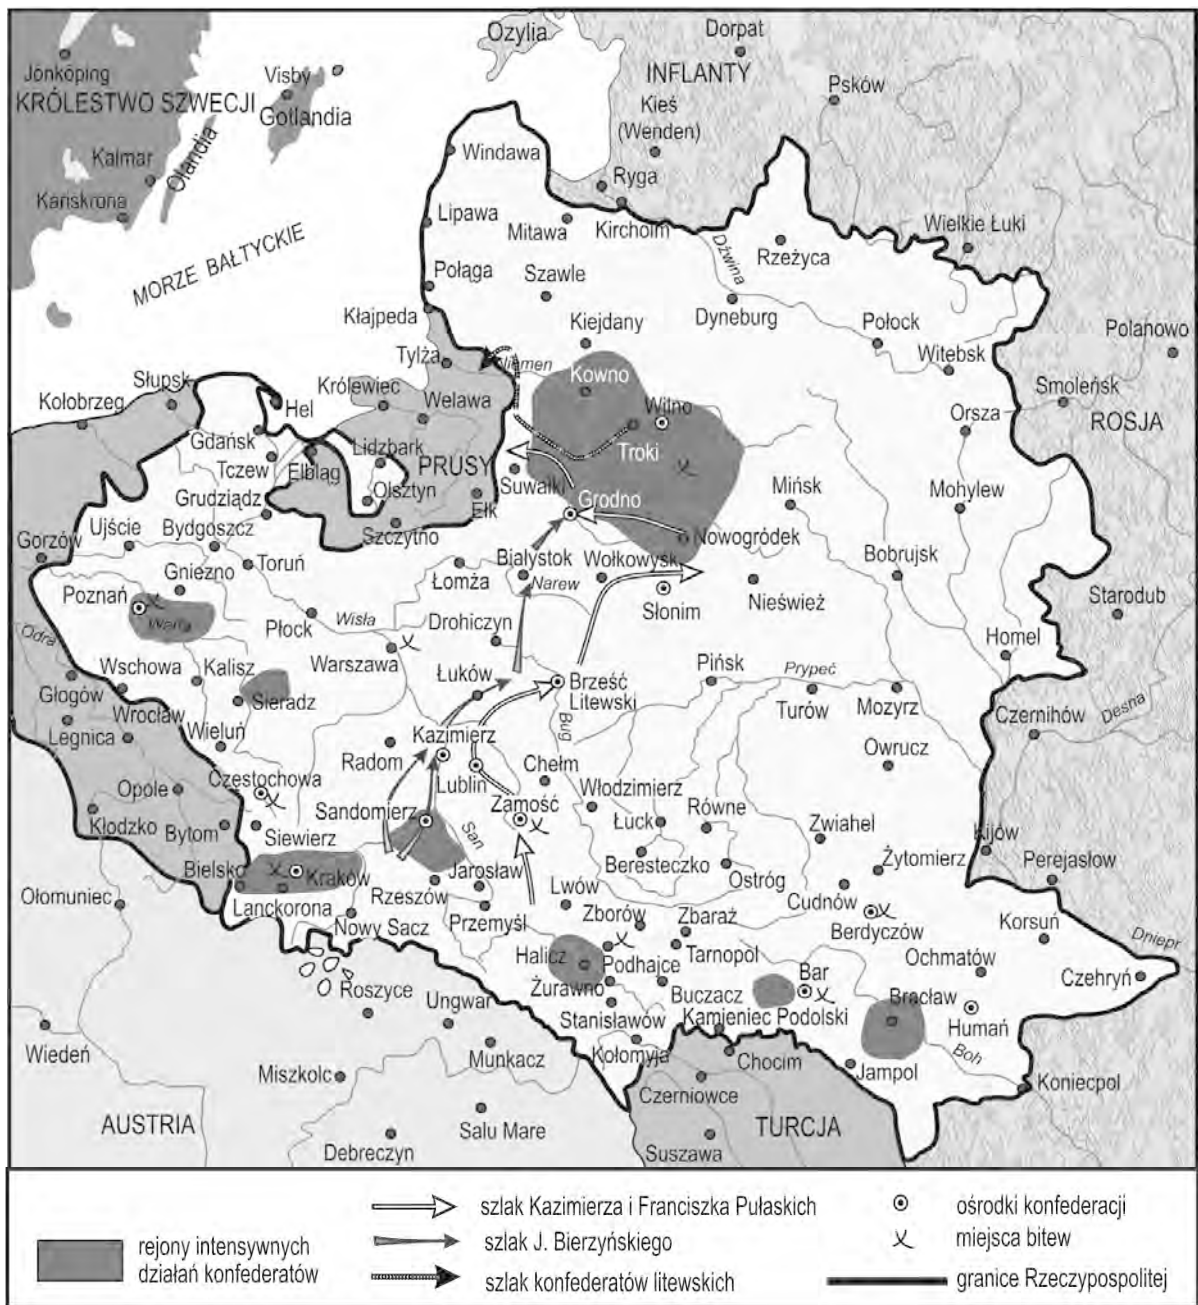 Ozylia
Dorpat
INFLANTY
Psków
Jönköping
Visby
KRÓLESTWO SZWECJI
Gotlandia
Kieś
(Wenden)
Kalmar
Olandia
Windawa
Ryga
Karlskrona
Lipawa
Mitawa
Kircholm
Wielkie Łuki
MORZE BAŁTYCKIE
Dźwina
Rzeżyca
Połąga
Szawle
Dyneburg
Kłajpeda
Kiejdany
Połock
Polanowo
Witebsk
Tylża
Niemen
Kowno
Smoleńsk
Słupsk
Królewiec
Kołobrzeg
Hel
Welawa
Wilno
Orsza
ROSJA
Gdańsk
Lidzbark
Troki
Tczew
Elbląg
PRUSY
Suwałki
Grudziądz
Olsztyn
Ełk
Grodno
Mińsk
Mohylew
Ujście
Bydgoszcz
Szczytno
Nowogródek
Gorzów
Toruń
Białystok
Wołkowysk
Bobrujsk
Gniezno
Łomża
Narew
Poznań
Słonim
Nieśwież
Starodub
Warta
Płock
Wisła
Drohiczyn
Odra
Warszawa
Homel
Wschowa
Kalisz
Łuków
Brześć
Litewski
Pińsk
Prypeć
Głogów
Sieradz
Turów
Mozyrz
Czernihów
Desna
Wrocław
Legnica
Wieluń
Kazimierz
Bug
Radom
Owrucz
Częstochowa
Lublin
Chełm
Opole
Włodzimierz
Kłodzko
Sandomierz
Zamość
Równe
Bytom
Siewierz
San
Łuck
Zwiahel
Kijów
Bielsko
Kraków
Jarosław
Beresteczko
Żytomierz
Perejasłow
Ołomuniec
Lanckorona
Rzeszów
Ostróg
Lwów
Cudnów
Nowy Sącz
Przemyśl
Zborów
Zbaraż
Berdyczów
Korsuń
Dniepr
Halicz
Tarnopol
Ochmatów
Podhajce
Bar
Czehryń
Roszyce
Żurawno
Buczacz
Bracław
Ungwar
Stanisławów
Kamieniec Podolski
Humań
Wiedeń
Munkacz
Kołomyja
Boh
Chocim
Miszkolc
Jampol
Koniecpol
Czerniowce
AUSTRIA
Salu Mare
TURCJA
Debreczyn
Suszawa
rejony intensywnych
działań konfederatów
szlak Kazimierza i Franciszka Pułaskich
szlak J. Bierzyńskiego
szlak konfederatów litewskich
ośrodki konfederacji
miejsca bitew
granice Rzeczypospolitej